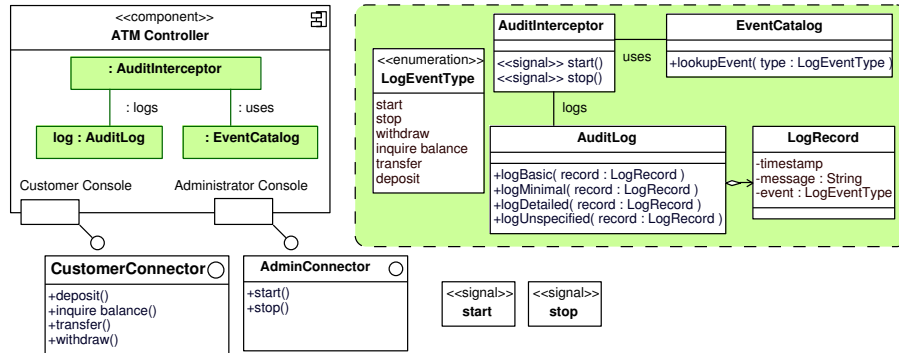 <<component>>
ATM Controller
: AuditInterceptor
: logs
: uses
log : AuditLog
: EventCatalog
Customer Console
Administrator Console
CustomerConnector
+deposit()
+inquire balance()
+transfer()
+withdraw()
AdminConnector
+start()
+stop()
<<enumeration>>
LogEventType
start
stop
withdraw
inquire balance
transfer
deposit
AuditInterceptor
<<signal>> start()
<<signal>> stop()
uses
EventCatalog
+lookupEvent( type : LogEventType )
logs
AuditLog
+logBasic( record : LogRecord )
+logMinimal( record : LogRecord )
+logDetailed( record : LogRecord )
+logUnspecified( record : LogRecord )
LogRecord
-timestamp
-message : String
-event : LogEventType
<<signal>>
start
<<signal>>
stop